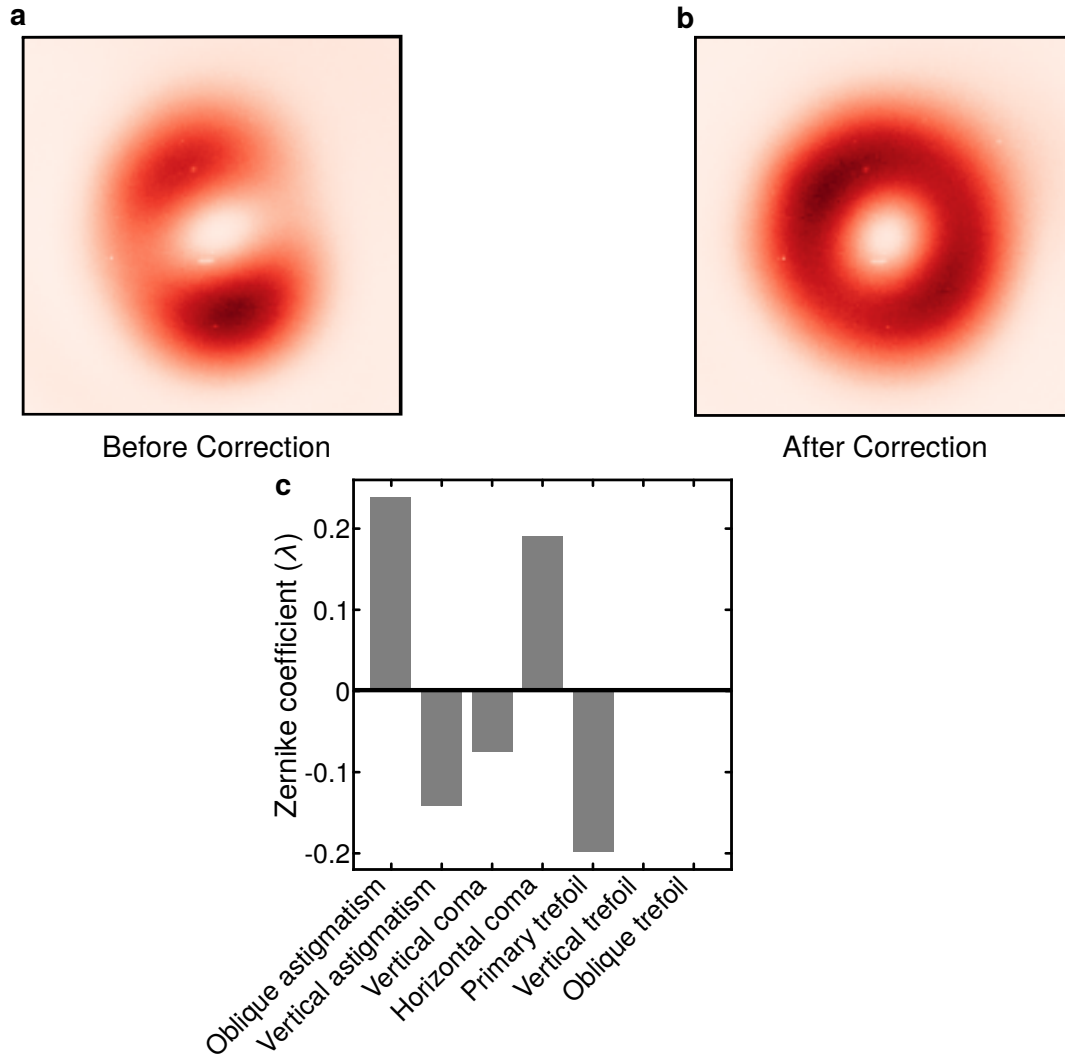 a
b
Before Correction
After Correction
c
Zernike coefficient (λ)
0.2
0.1
0
-0.1
-0.2
Oblique astigmatism
Vertical astigmatism
Vertical coma
Horizontal coma
Primary trefoil
Vertical trefoil
Oblique trefoil